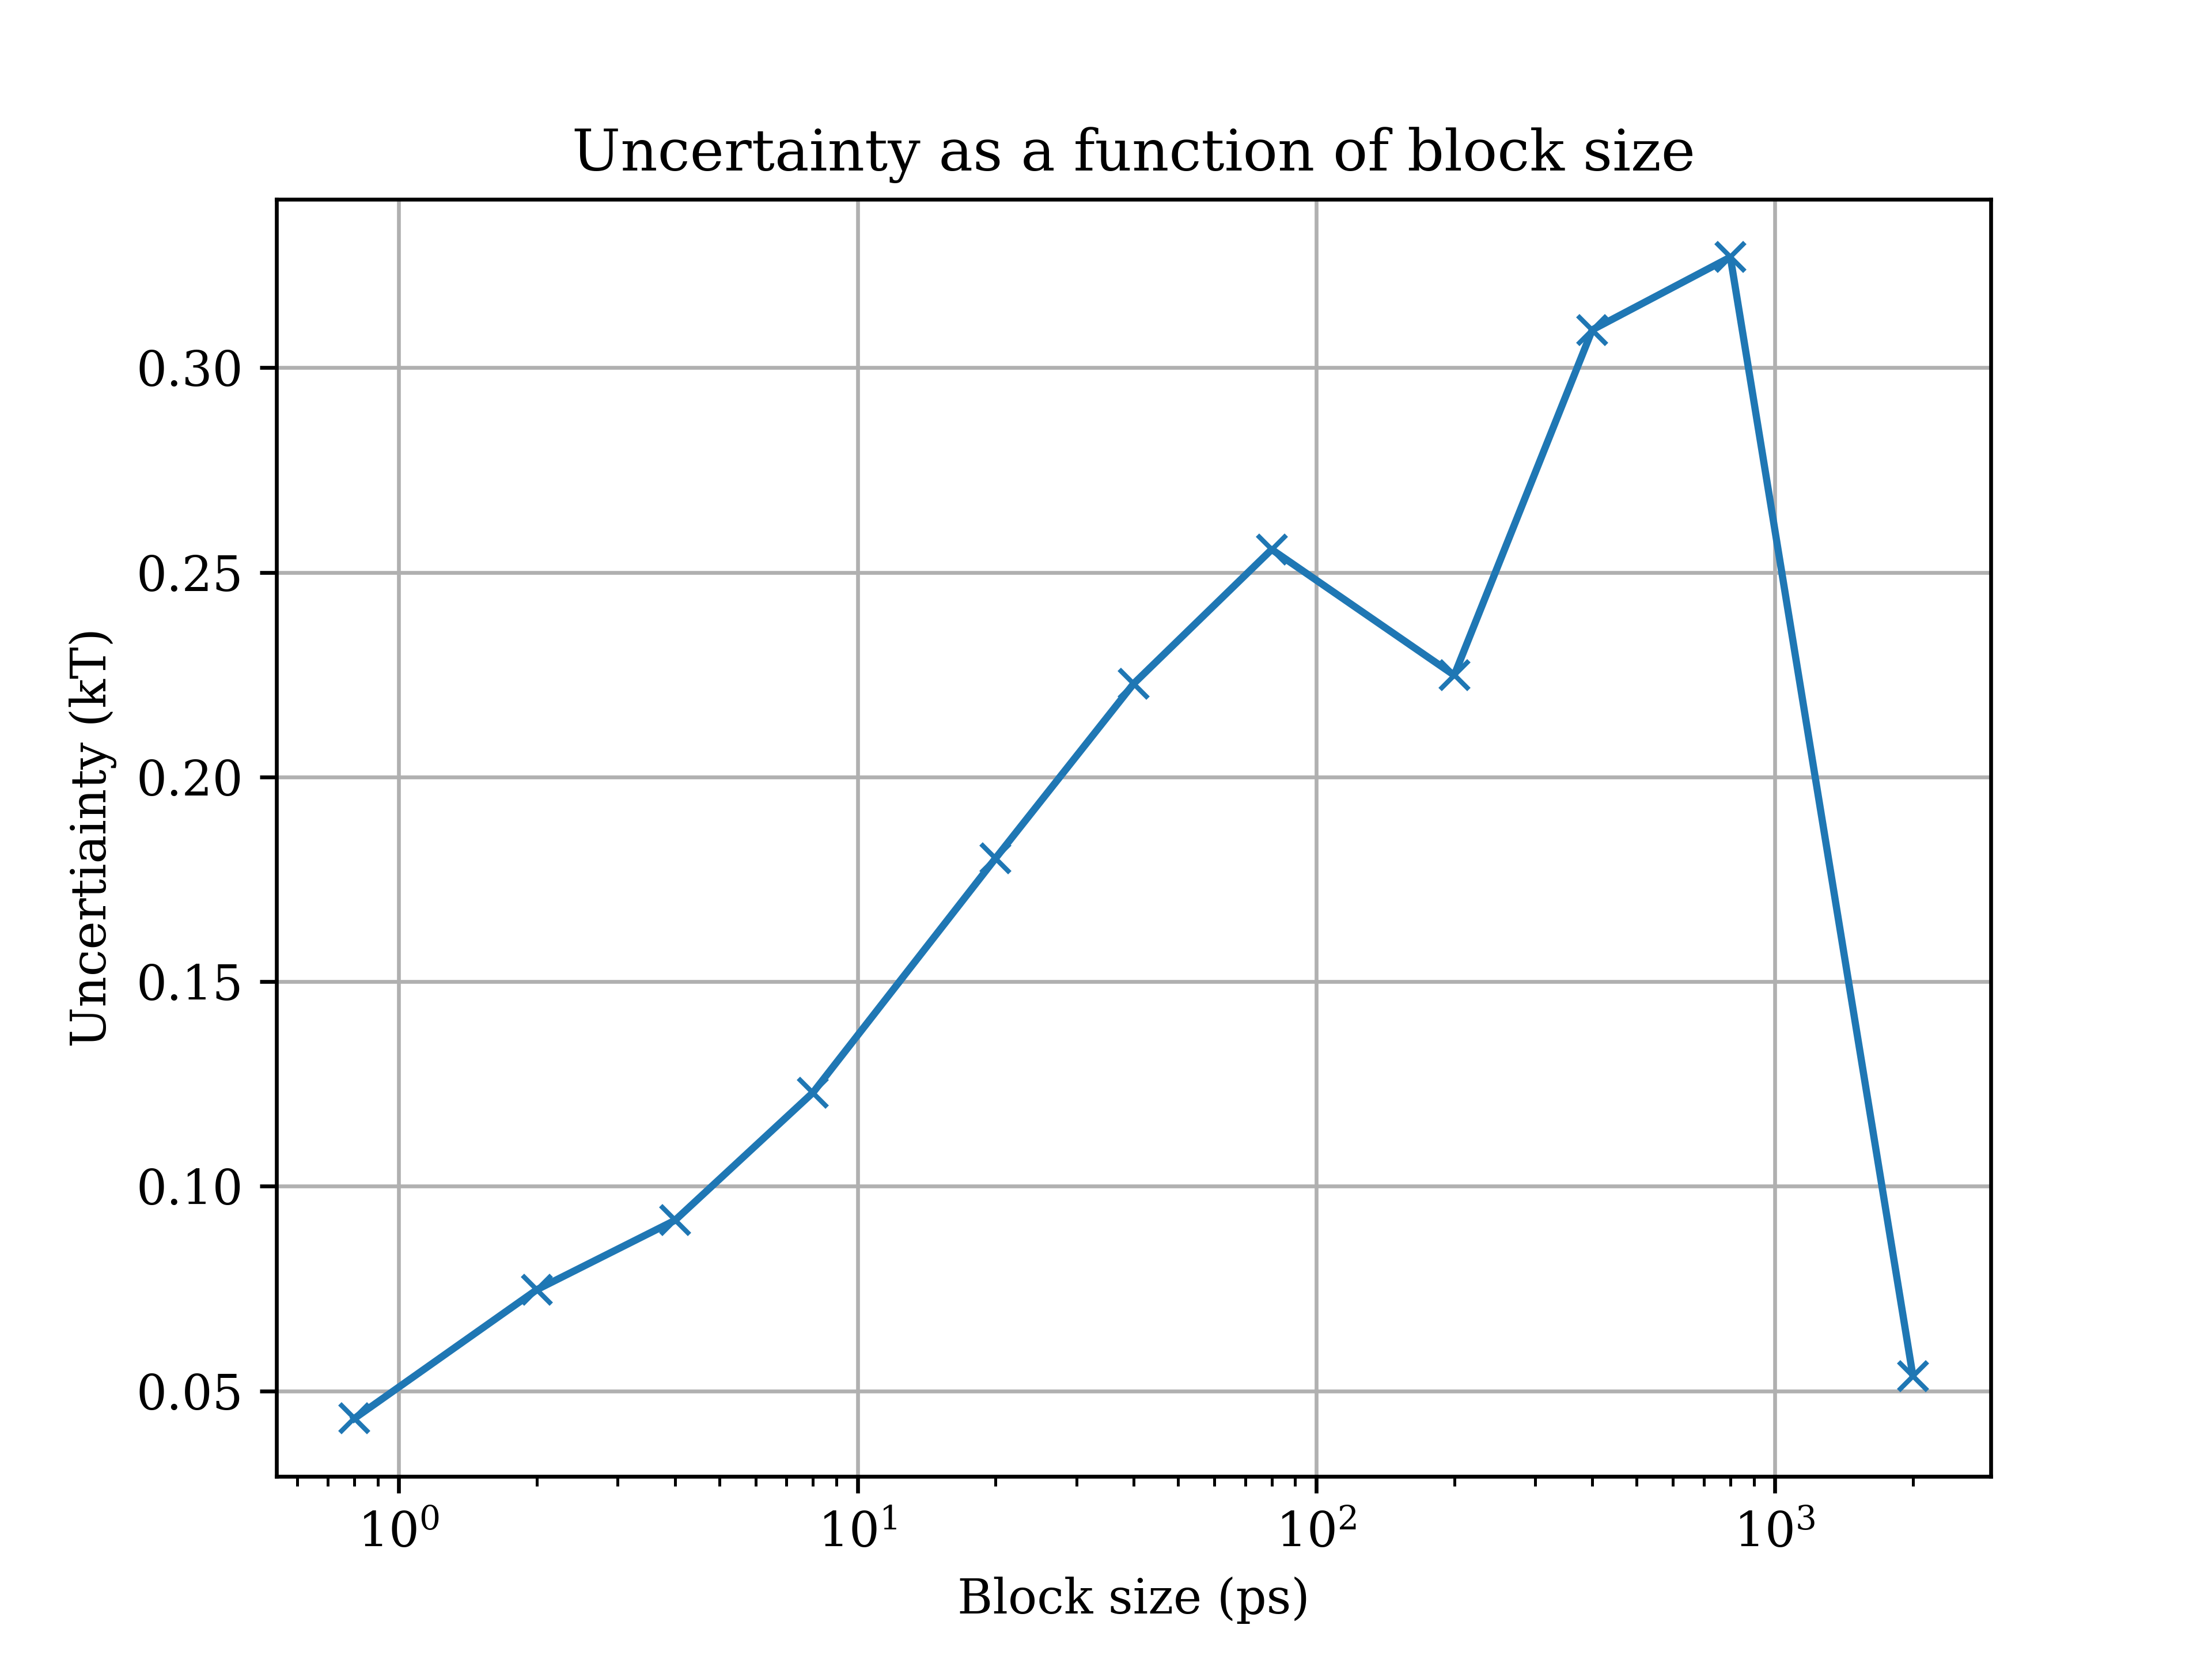 Uncertainty as a function of block size
Uncertiainty (kT)
0.30
0.25
0.20
0.15
0.10
0.05
10⁰ 10¹ 10² 10³
Block size (ps)